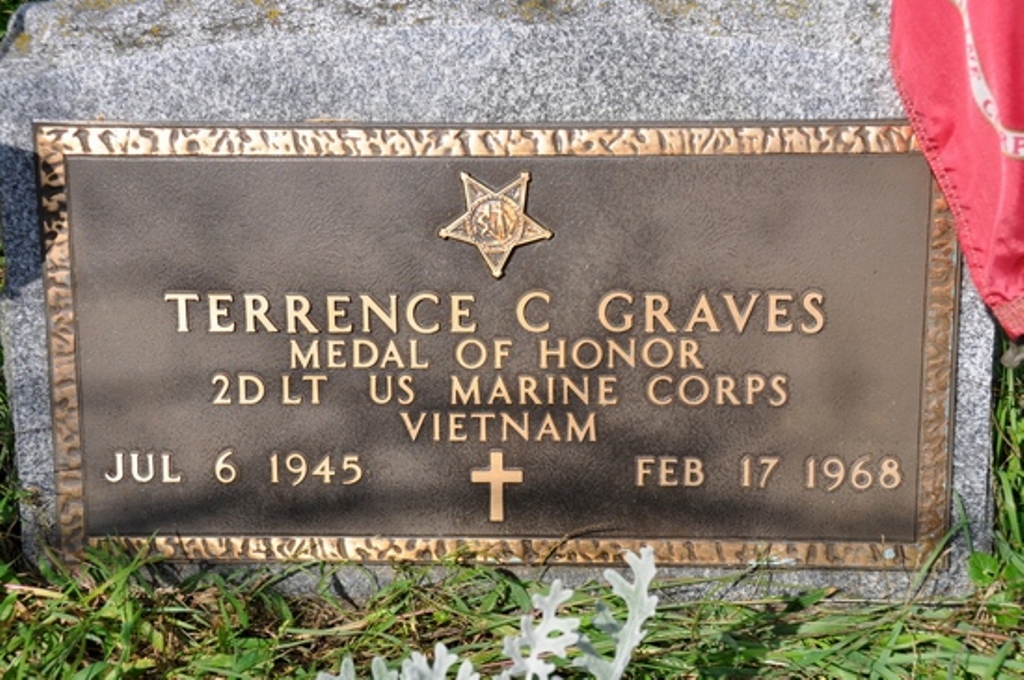 TERRENCE C GRAVES
MEDAL OF HONOR
2D LT US MARINE CORPS
VIETNAM
JUL 6 1945 FEB 17 1968